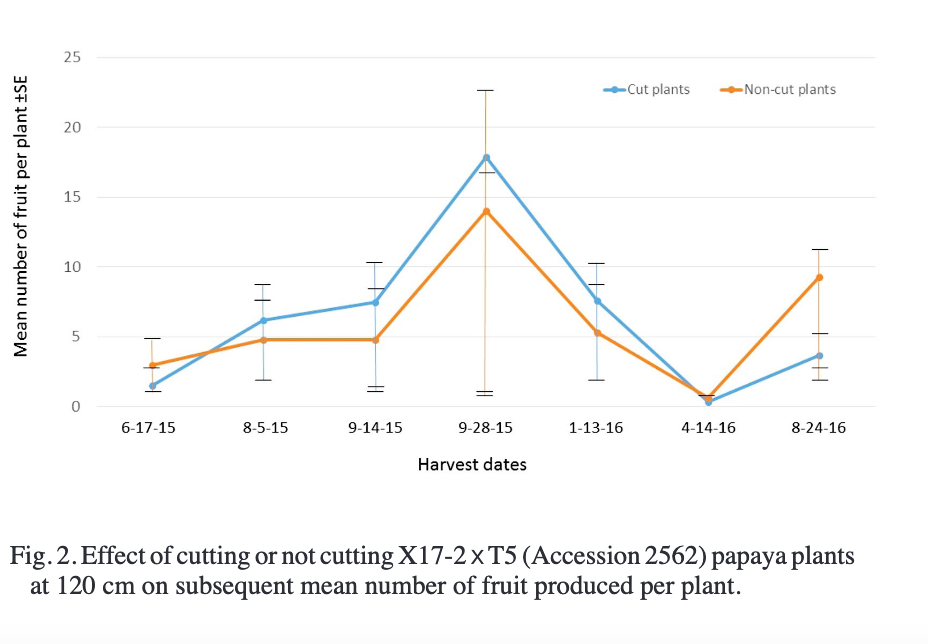 25
Cut plants
Non-cut plants
20
15
10
5
0
Mean number of fruit per plant ±SE
6-17-15 8-5-15 9-14-15 9-28-15 1-13-16 4-14-16 8-24-16
Harvest dates
Fig. 2. Effect of cutting or not cutting X17-2 x T5 (Accession 2562) papaya plants
at 120 cm on subsequent mean number of fruit produced per plant.